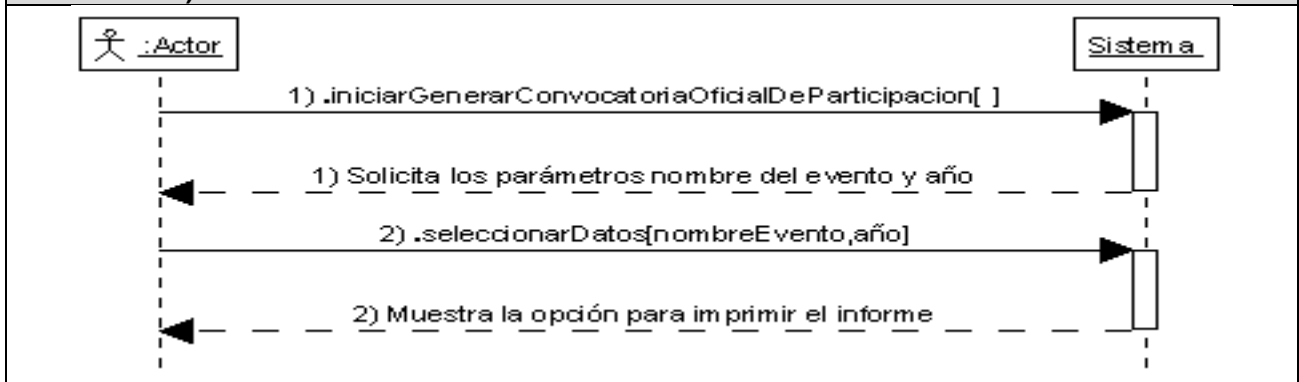 :Actor
Sistema
1) .iniciarGenerarConvocatoriaOficialDeParticipacion[ ]
1) Solicita los parámetros nombre del evento y año
2) .seleccionarDatos[nombreEvento,año]
2) Muestra la opción para imprimir el informe